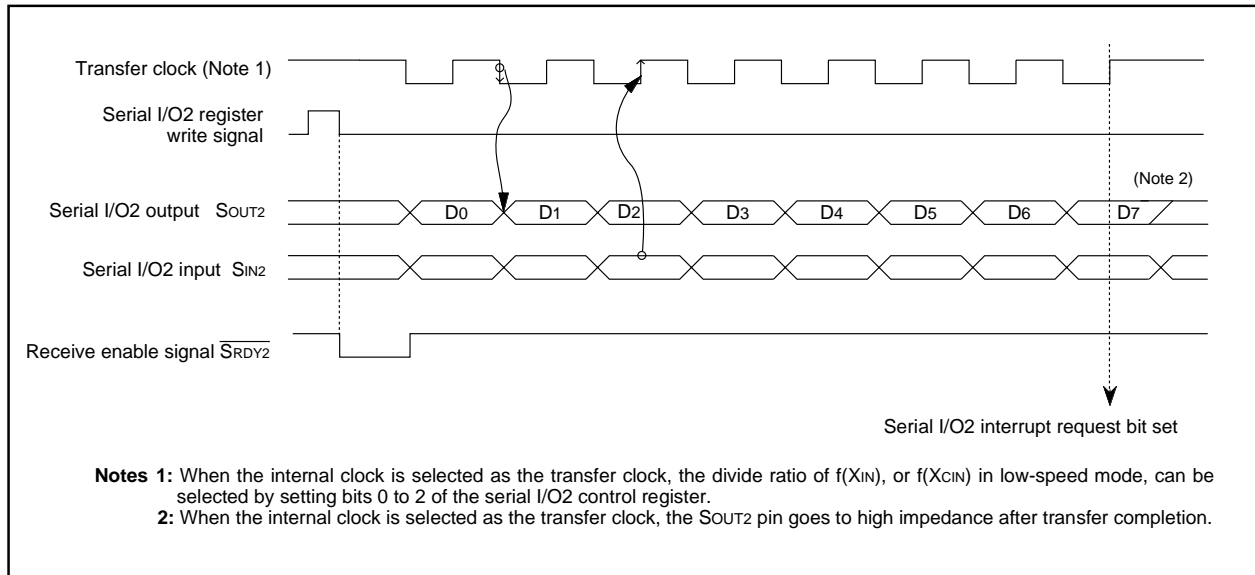 Transfer clock (Note 1)
Serial I/O2 register
write signal
(Note 2)
Serial I/O2 output SOUT2
D0 D1 D2 D3 D4 D5 D6 D7
Serial I/O2 input SIN2
Receive enable signal SRDY2
Serial I/O2 interrupt request bit set
Notes 1: When the internal clock is selected as the transfer clock, the divide ratio of f(XIN), or f(XCIN) in low-speed mode, can be
selected by setting bits 0 to 2 of the serial I/O2 control register.
2: When the internal clock is selected as the transfer clock, the SOUT2 pin goes to high impedance after transfer completion.